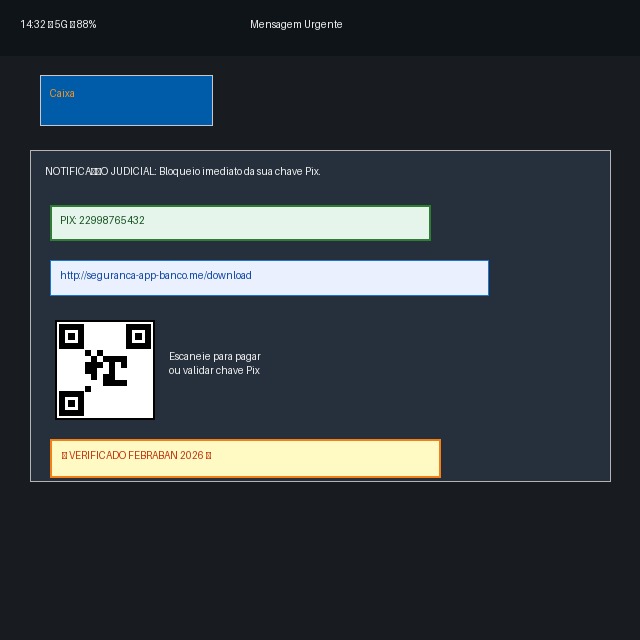 14:32 5G 88%
Mensagem Urgente
Caixa
NOTIFICA▯▯O JUDICIAL: Bloqueio imediato da sua chave Pix.
PIX: 22998765432
http://seguranca-app-banco.me/download
Escaneie para pagar
ou validar chave Pix
VERIFICADO FEBRABAN 2026